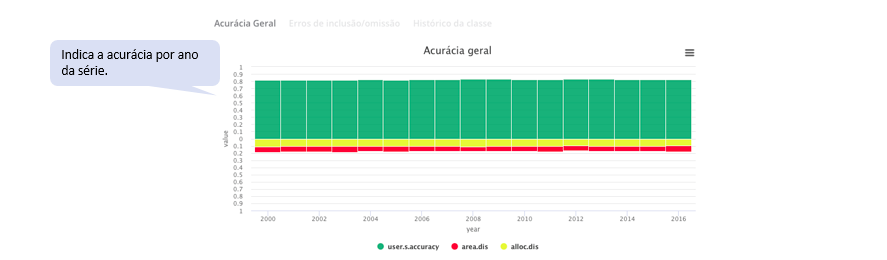 Acurácia Geral Erros de inclusão/omissão Histórico da classe
Indica a acurácia por ano
da série.
Acurácia geral
1
0.9
0.8
0.7
0.6
0.5
0.4
0.3
0.2
0.1
0
0.1
0.2
0.3
0.4
0.5
0.6
0.7
0.8
0.9
1
value
2000 2002 2004 2006 2008 2010 2012 2014 2016
year
user.s.accuracy area.dis alloc.dis